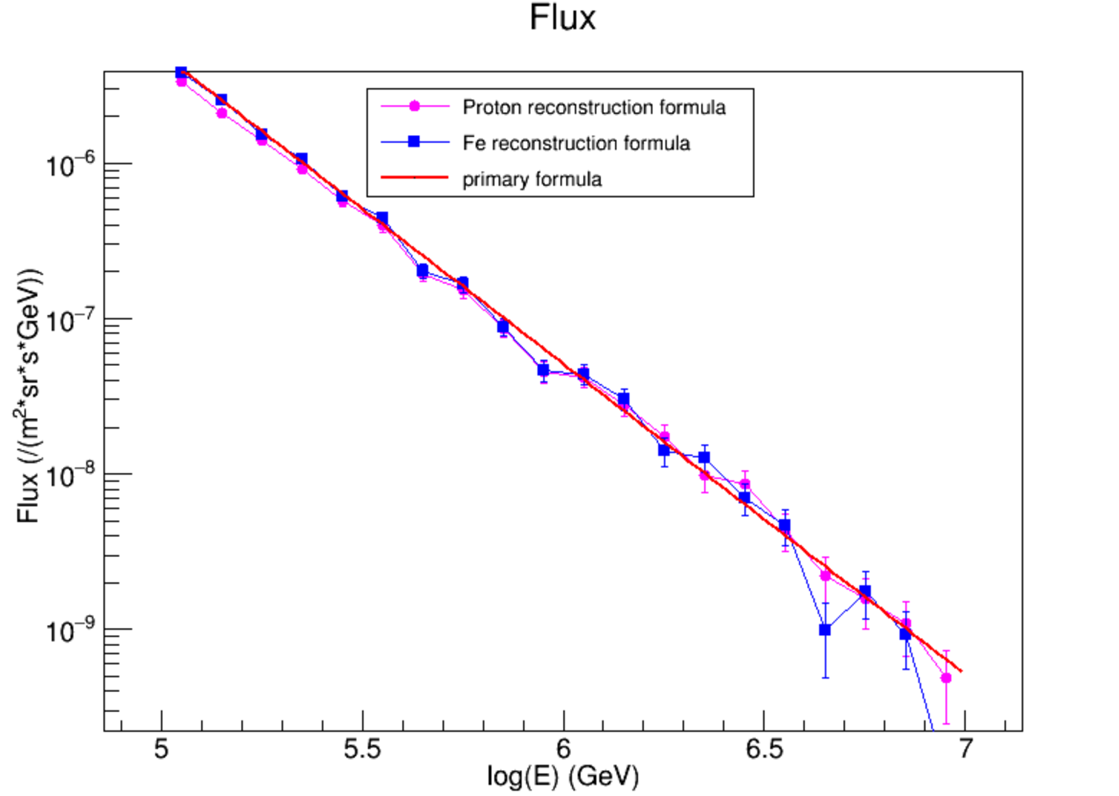 Flux
Proton reconstruction formula
Fe reconstruction formula
primary formula
10⁻⁶
10⁻⁷
10⁻⁸
10⁻⁹
Flux (/(m²*sr*s*GeV))
5 5.5 6 6.5 7
log(E) (GeV)